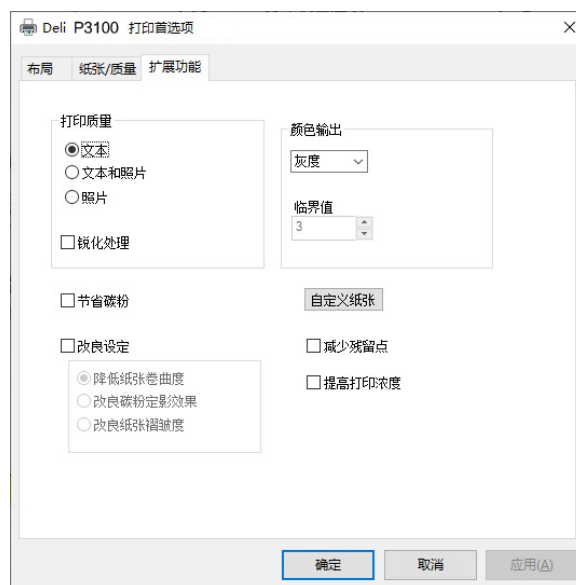 Deli P3100 打印首选项
布局 纸张/质量 扩展功能
打印质量
文本
文本和照片
照片
锐化处理
颜色输出
灰度
临界值
3
节省碳粉
自定义纸张
改良设定
降低纸张卷曲度
改良碳粉定影效果
改良纸张褶皱度
减少残留点
提高打印浓度
确定 取消 应用(A)